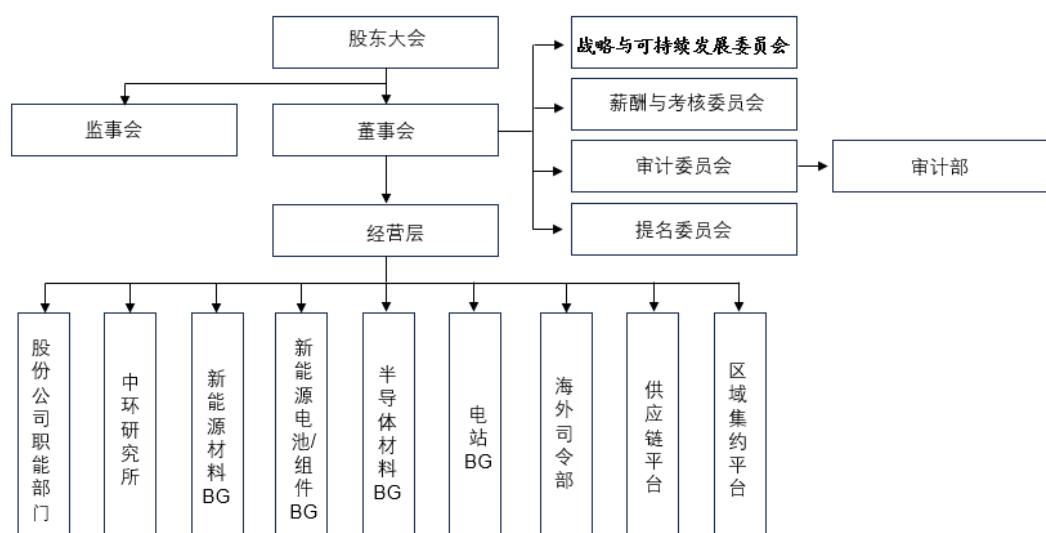 股东大会
战略与可持续发展委员会
薪酬与考核委员会
监事会
董事会
审计委员会
审计部
经营层
提名委员会
股份公司职能部门
中环研究所
新能源材料BG
新能源电池/组件BG
半导体材料BG
电站BG
海外司令部
供应链平台
区域集约平台